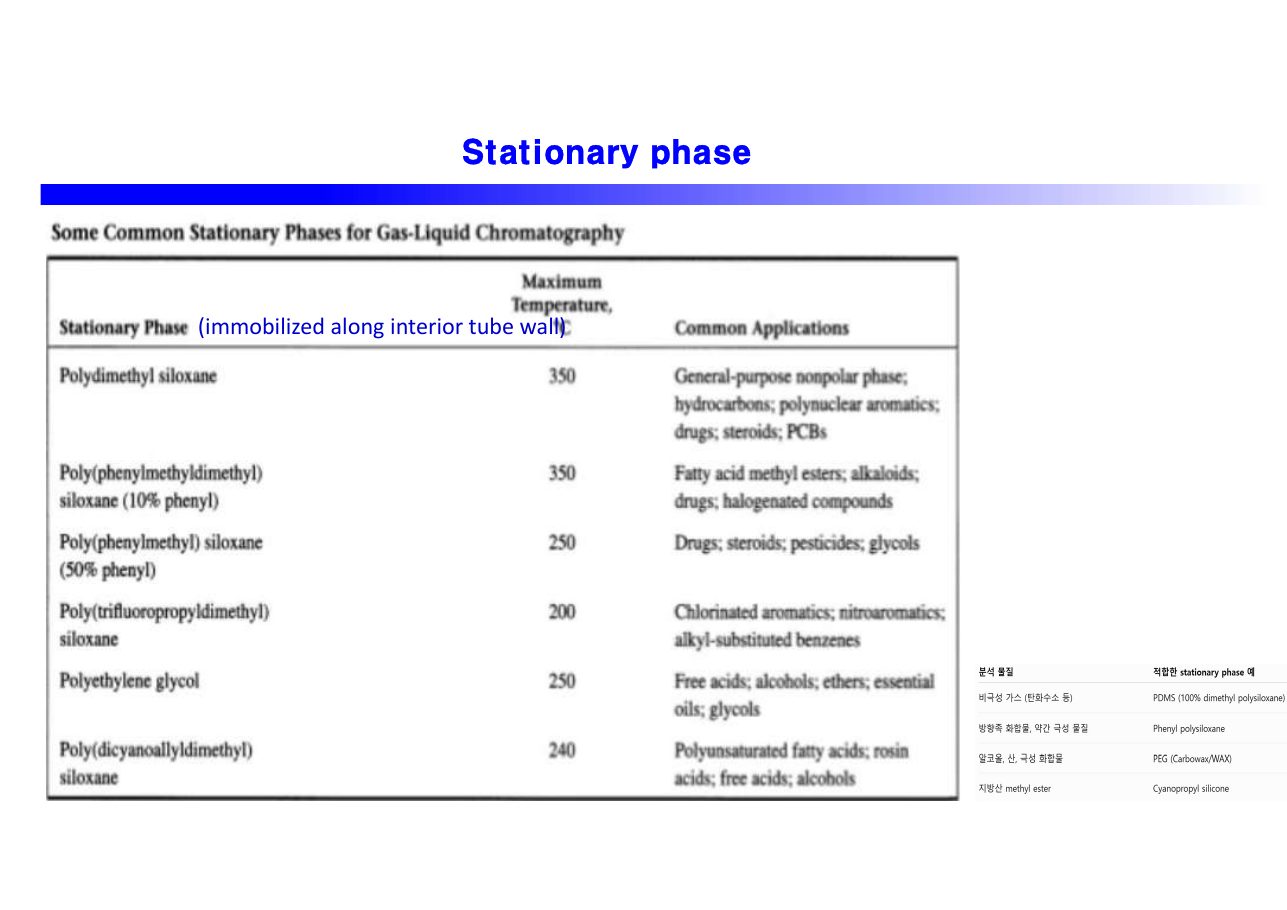 Stationary phase
Some Common Stationary Phases for Gas-Liquid Chromatography
Maximum
Temperature,
Stationary Phase (immobilized along interior tube wall) °C Common Applications
Polydimethyl siloxane 350 General-purpose nonpolar phase;
hydrocarbons; polynuclear aromatics;
drugs; steroids; PCBs
Poly(phenylmethyldimethyl) 350 Fatty acid methyl esters; alkaloids;
siloxane (10% phenyl) drugs; halogenated compounds
Poly(phenylmethyl) siloxane 250 Drugs; steroids; pesticides; glycols
(50% phenyl)
Poly(trifluoropropyldimethyl) 200 Chlorinated aromatics; nitroaromatics;
siloxane alkyl-substituted benzenes
Polyethylene glycol 250 Free acids; alcohols; ethers; essential
oils; glycols
Poly(dicyanoallyldimethyl) 240 Polyunsaturated fatty acids; rosin
siloxane acids; free acids; alcohols
분석 물질 적합한 stationary phase 예
비극성 가스 (탄화수소 등) PDMS (100% dimethyl polysiloxane)
방향족 화합물, 약간 극성 물질 Phenyl polysiloxane
알코올, 산, 극성 화합물 PEG (Carbowax/WAX)
지방산 methyl ester Cyanopropyl silicone